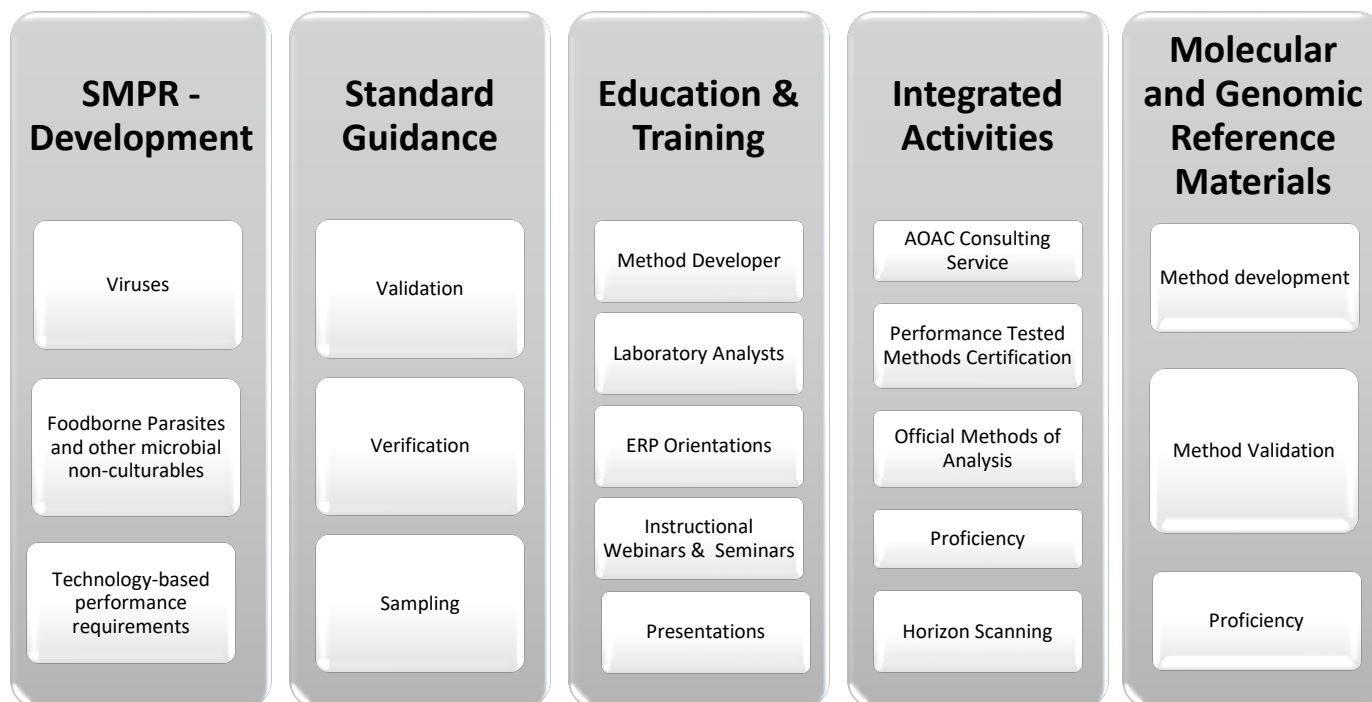 SMPR -
Development
Viruses
Foodborne Parasites
and other microbial
non-culturables
Technology-based
performance
requirements
Standard
Guidance
Validation
Verification
Sampling
Education &
Training
Method Developer
Laboratory Analysts
ERP Orientations
Instructional
Webinars &  Seminars
Presentations
Integrated
Activities
AOAC Consulting
Service
Performance Tested
Methods Certification
Official Methods of
Analysis
Proficiency
Horizon Scanning
Molecular
and Genomic
Reference
Materials
Method development
Method Validation
Proficiency